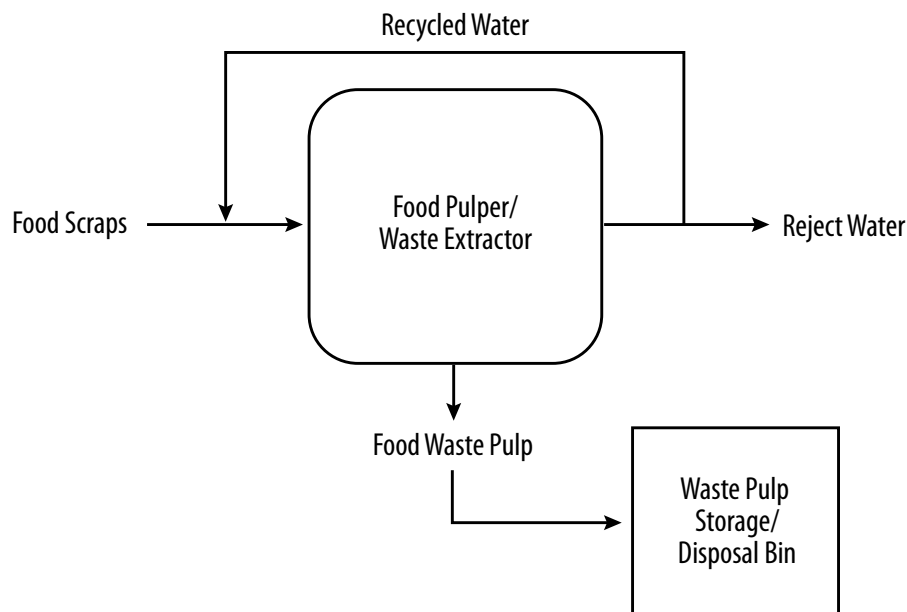 Recycled Water
Food Scraps
Food Pulper/
Waste Extractor
Reject Water
Food Waste Pulp
Waste Pulp
Storage/
Disposal Bin